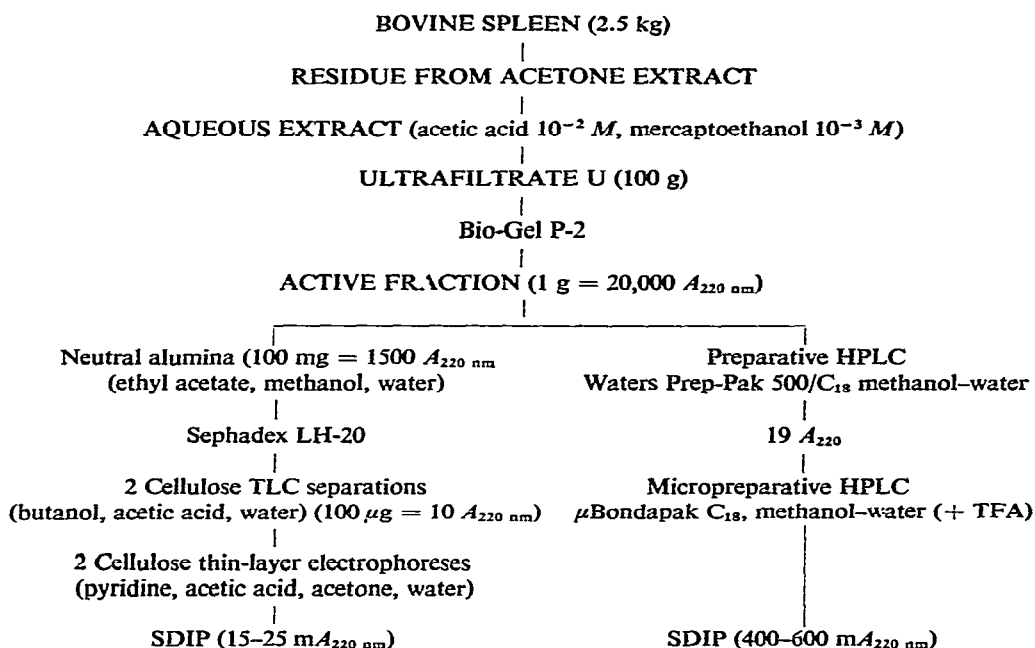 BOVINE SPLEEN (2.5 kg)
RESIDUE FROM ACETONE EXTRACT
AQUEOUS EXTRACT (acetic acid 10⁻² M, mercaptoethanol 10⁻³ M)
ULTRAFILTRATE U (100 g)
Bio-Gel P-2
ACTIVE FRACTION (1 g = 20,000 A₂₂₀ ₙₘ)
Neutral alumina (100 mg = 1500 A₂₂₀ ₙₘ
(ethyl acetate, methanol, water)
Sephadex LH-20
2 Cellulose TLC separations
(butanol, acetic acid, water) (100 μg = 10 A₂₂₀ ₙₘ)
2 Cellulose thin-layer electrophoreses
(pyridine, acetic acid, acetone, water)
SDIP (15–25 mA₂₂₀ ₙₘ)
Preparative HPLC
Waters Prep-Pak 500/C₁₈ methanol–water
19 A₂₂₀
Micropreparative HPLC
μBondapak C₁₈, methanol–water (+ TFA)
SDIP (400–600 mA₂₂₀ ₙₘ)